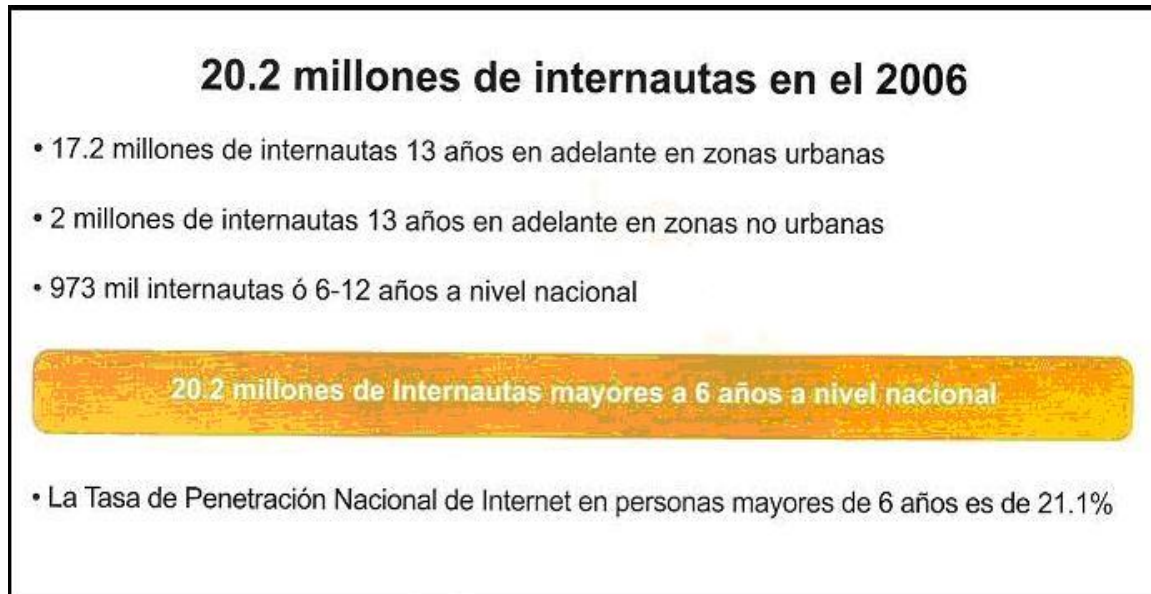 20.2 millones de internautas en el 2006
• 17.2 millones de internautas 13 años en adelante en zonas urbanas
• 2 millones de internautas 13 años en adelante en zonas no urbanas
• 973 mil internautas ó 6-12 años a nivel nacional
20.2 millones de Internautas mayores a 6 años a nivel nacional
• La Tasa de Penetración Nacional de Internet en personas mayores de 6 años es de 21.1%